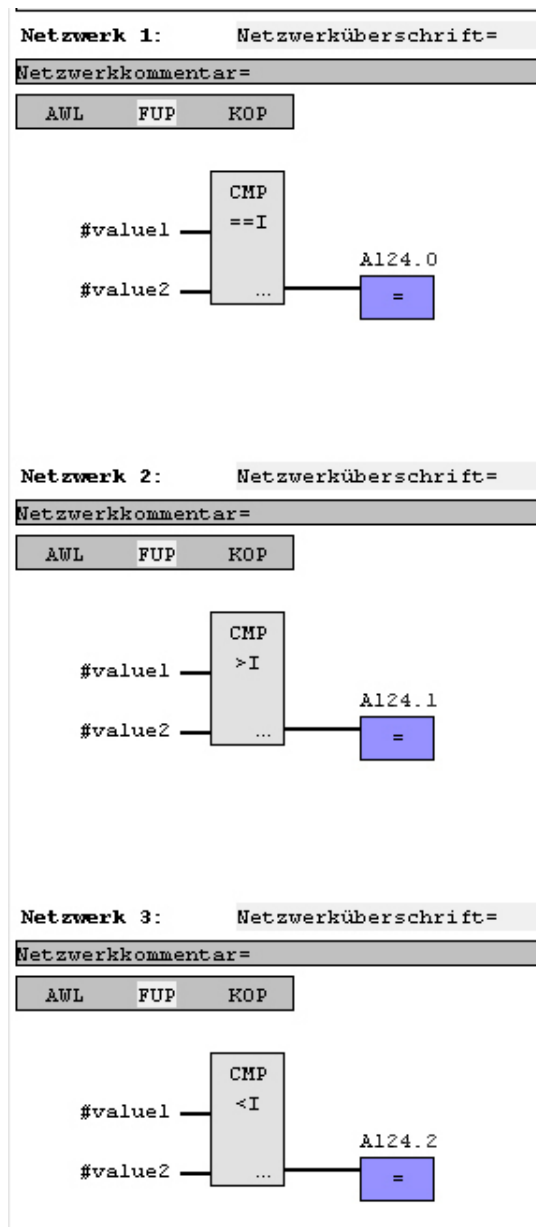 Netzwerk 1: Netzwerküberschrift=
Netzwerkkommentar=
AWL FUP KOP
CMP
==I
#value1
A124.0
#value2 ... =
Netzwerk 2: Netzwerküberschrift=
Netzwerkkommentar=
AWL FUP KOP
CMP
>I
#value1
A124.1
#value2 ... =
Netzwerk 3: Netzwerküberschrift=
Netzwerkkommentar=
AWL FUP KOP
CMP
<I
#value1
A124.2
#value2 ... =